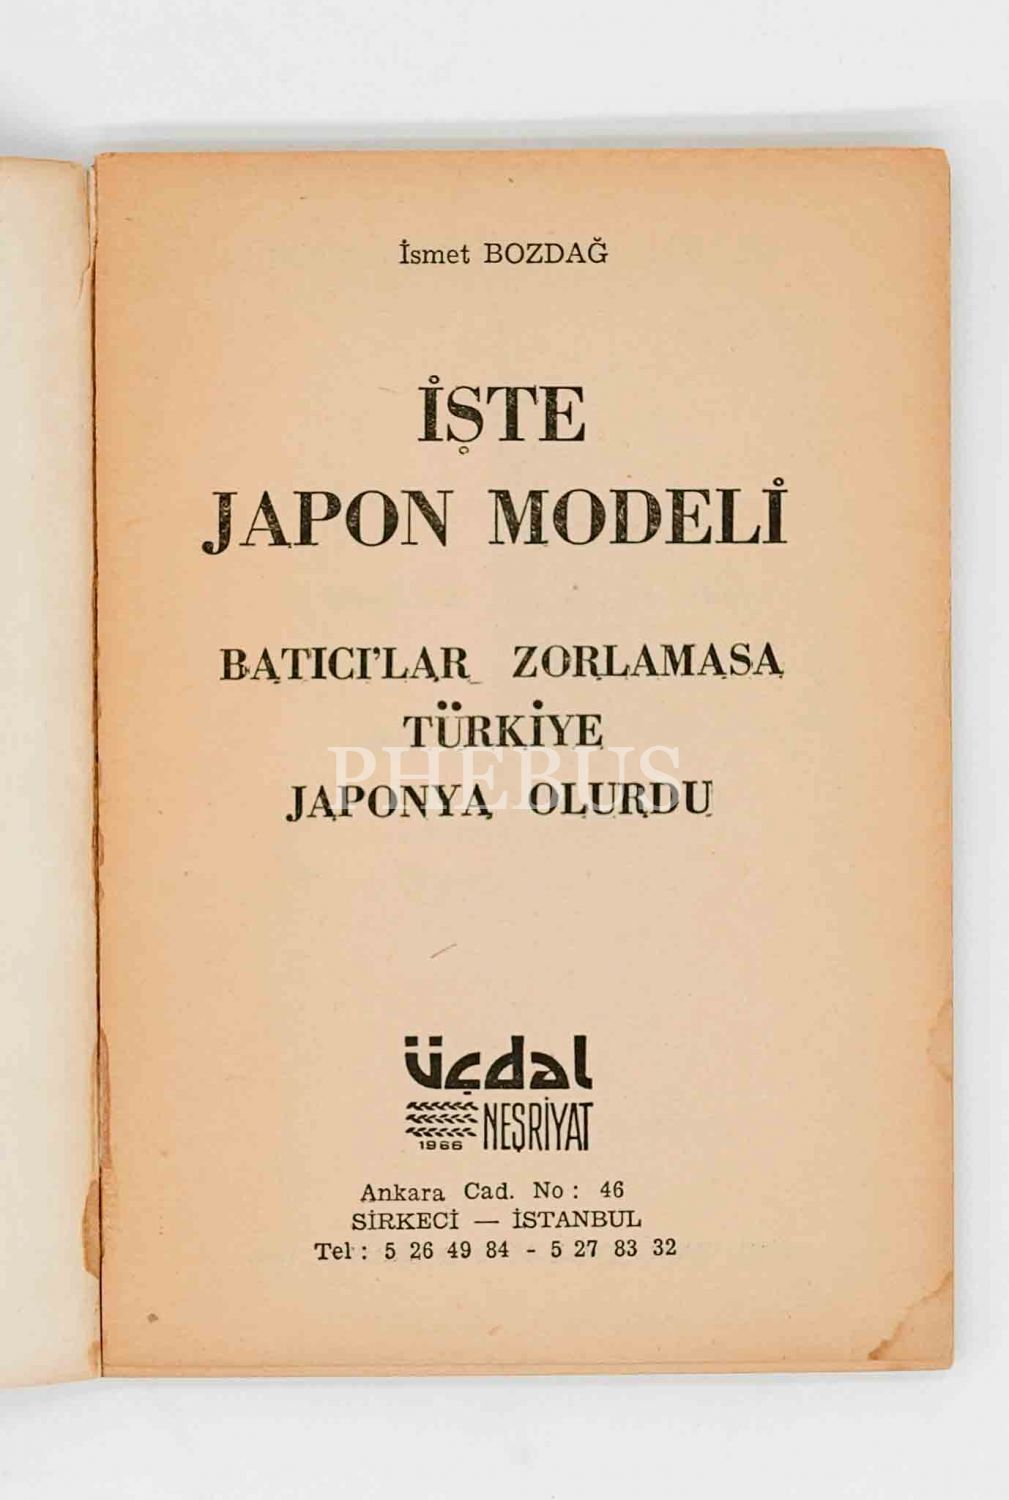 İsmet BOZDAĞ
İŞTE
JAPON MODELİ
BATICI'LAR ZORLAMASA
TÜRKİYE
PHEBUS
JAPONYA OLURDU
üçdal
NEŞRİYAT
1966
Ankara Cad. No : 46
SİRKECİ — İSTANBUL
Tel : 5 26 49 84 - 5 27 83 32